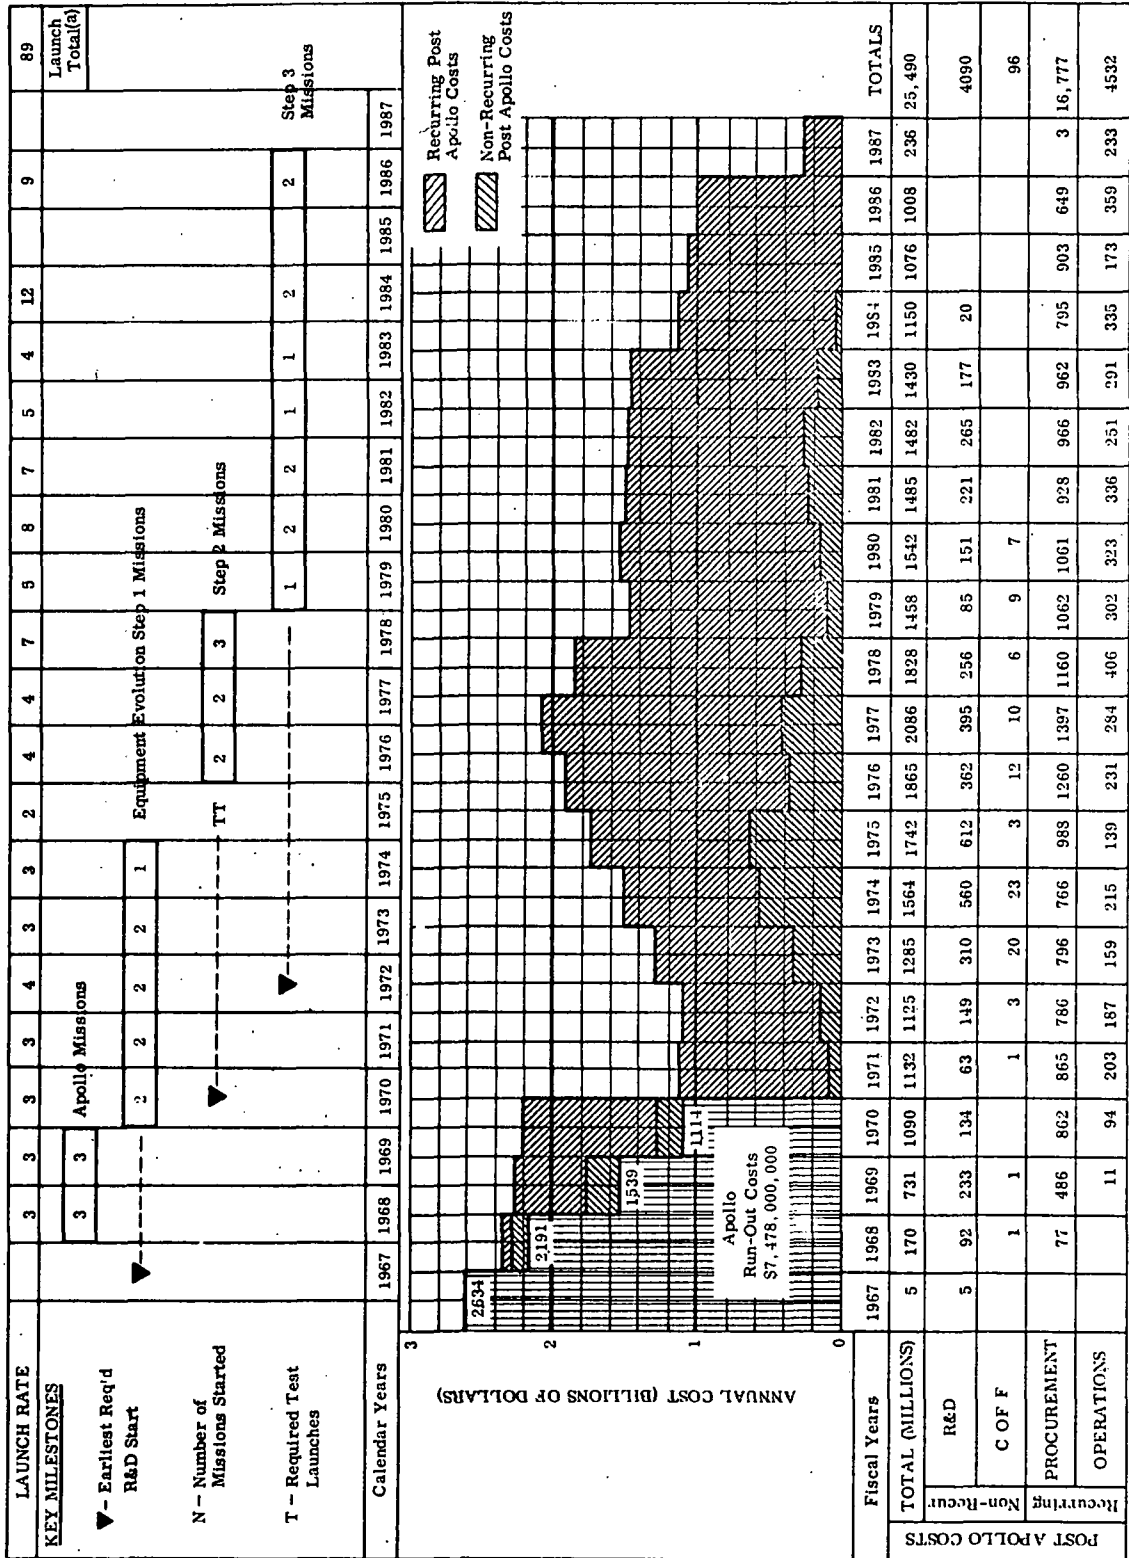 LAUNCH RATE 3 3 3 3 4 3 3 2 4 4 7 5 8 7 5 4 12 9 89
KEY MILESTONES
Launch Total(a)
▼ – Earliest Req'd
R&D Start
N – Number of
Missions Started
T – Required Test
Launches
3 3 Apollo Missions
2 2 2 2 1 Equipment Evolution Step 1 Missions
TT 2 2 3 Step 2 Missions
1 2 2 1 1 2 2 Step 3
Missions
Calendar Years 1967 1968 1969 1970 1971 1972 1973 1974 1975 1976 1977 1978 1979 1980 1981 1982 1983 1984 1985 1986 1987
ANNUAL COST (BILLIONS OF DOLLARS)
3
2
1
0
2634
2191
1539
1114
Apollo
Run-Out Costs
$7,478,000,000
Recurring Post
Apollo Costs
Non-Recurring
Post Apollo Costs
Fiscal Years 1967 1968 1969 1970 1971 1972 1973 1974 1975 1976 1977 1978 1979 1980 1981 1982 1983 1984 1985 1986 1987 TOTALS
POST APOLLO COSTS
TOTAL (MILLIONS) 5 170 731 1090 1132 1125 1285 1564 1742 1865 2086 1828 1458 1542 1485 1482 1430 1150 1076 1008 236 25,490
Non-Recur
R&D 5 92 233 134 63 149 310 560 612 362 395 256 85 151 221 265 177 20 4090
C OF F 1 1 1 3 20 23 3 12 10 6 9 7 96
Recurring
PROCUREMENT 77 486 862 865 786 796 766 988 1260 1397 1160 1062 1061 928 966 962 795 903 649 3 16,777
OPERATIONS 11 94 203 187 159 215 139 231 284 406 302 323 336 251 291 335 173 359 233 4532